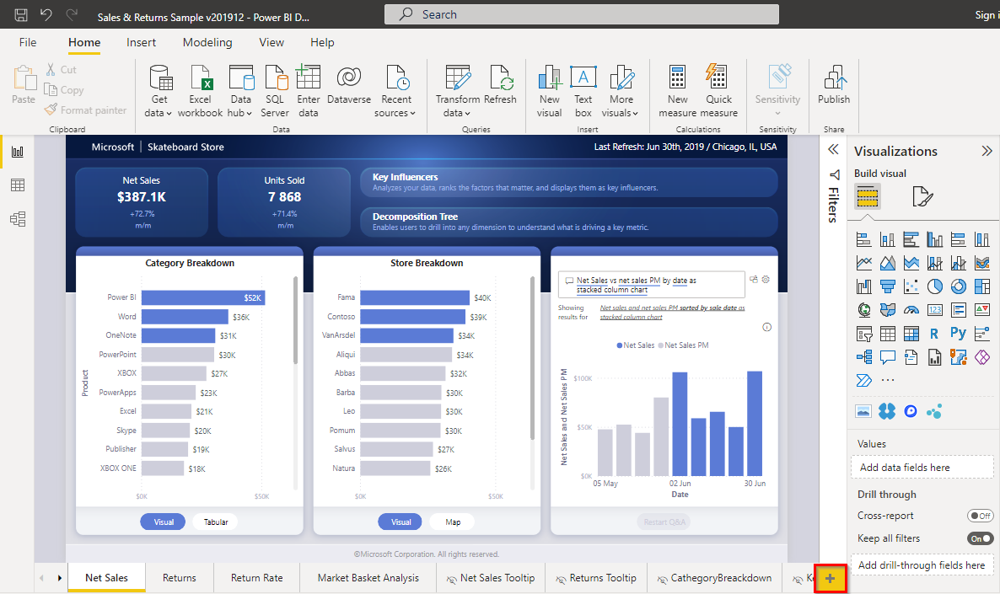 Sales & Returns Sample v201912 - Power BI D...
Search
Sign i
File
Home
Insert
Modeling
View
Help
Paste
Cut
Copy
Format painter
Clipboard
Get data
Excel workbook
Data hub
SQL Server
Enter data
Dataverse
Recent sources
Data
Transform data
Refresh
Queries
New visual
Text box
More visuals
Insert
New measure
Quick measure
Calculations
Sensitivity
Sensitivity
Publish
Share
Microsoft | Skateboard Store
Last Refresh: Jun 30th, 2019 / Chicago, IL, USA
Net Sales
$387.1K
+72.7%
m/m
Units Sold
7 868
+71.4%
m/m
Key Influencers
Analyzes your data, ranks the factors that matter, and displays them as key influencers.
Decomposition Tree
Enables users to drill into any dimension to understand what is driving a key metric.
Category Breakdown
Product
Power BI $52K
Word $36K
OneNote $31K
PowerPoint $30K
XBOX $27K
PowerApps $23K
Excel $21K
Skype $20K
Publisher $19K
XBOX ONE $18K
$0K $50K
Visual
Tabular
Store Breakdown
Fama $40K
Contoso $39K
VanArsdel $34K
Aliqui $34K
Abbas $32K
Barba $30K
Leo $30K
Pomum $30K
Salvus $27K
Natura $26K
$0K $50K
Visual
Map
Net Sales vs net sales PM by date as
stacked column chart
Showing
results for
Net sales and net sales PM sorted by sale date as
stacked column chart
Net Sales Net Sales PM
Net Sales and Net Sales PM
$100K
$50K
$0K
05 May 02 Jun 30 Jun
Date
Restart Q&A
©Microsoft Corporation. All rights reserved.
Filters
Visualizations
Build visual
123
R
Py
...
Values
Add data fields here
Drill through
Cross-report
Off
Keep all filters
On
Add drill-through fields here
Net Sales
Returns
Return Rate
Market Basket Analysis
Net Sales Tooltip
Returns Tooltip
CathegoryBreackdown
+